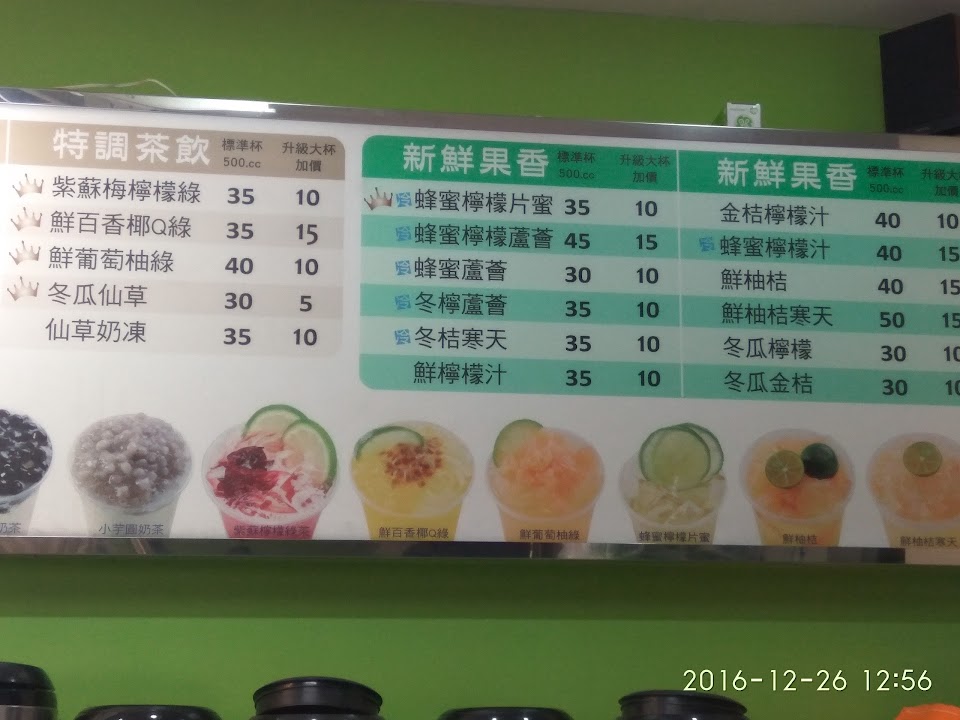 特調茶飲 標準杯 500.cc 升級大杯 加價
紫蘇梅檸檬綠 35 10
鮮百香椰Q綠 35 15
鮮葡萄柚綠 40 10
冬瓜仙草 30 5
仙草奶凍 35 10
新鮮果香 標準杯 500.cc 升級大杯 加價
蜂蜜檸檬片蜜 35 10
蜂蜜檸檬蘆薈 45 15
蜂蜜蘆薈 30 10
冬檸蘆薈 35 10
冬桔寒天 35 10
鮮檸檬汁 35 10
新鮮果香 標準杯 500.cc 升級大 加價
金桔檸檬汁 40 10
蜂蜜檸檬汁 40 15
鮮柚桔 40 15
鮮柚桔寒天 50 15
冬瓜檸檬 30 10
冬瓜金桔 30 10
奶茶
小芋圓奶茶
紫蘇檸檬綠茶
鮮百香椰Q綠
鮮葡萄柚綠
蜂蜜檸檬片蜜
鮮柚桔
鮮柚桔寒天
2016-12-26 12:56